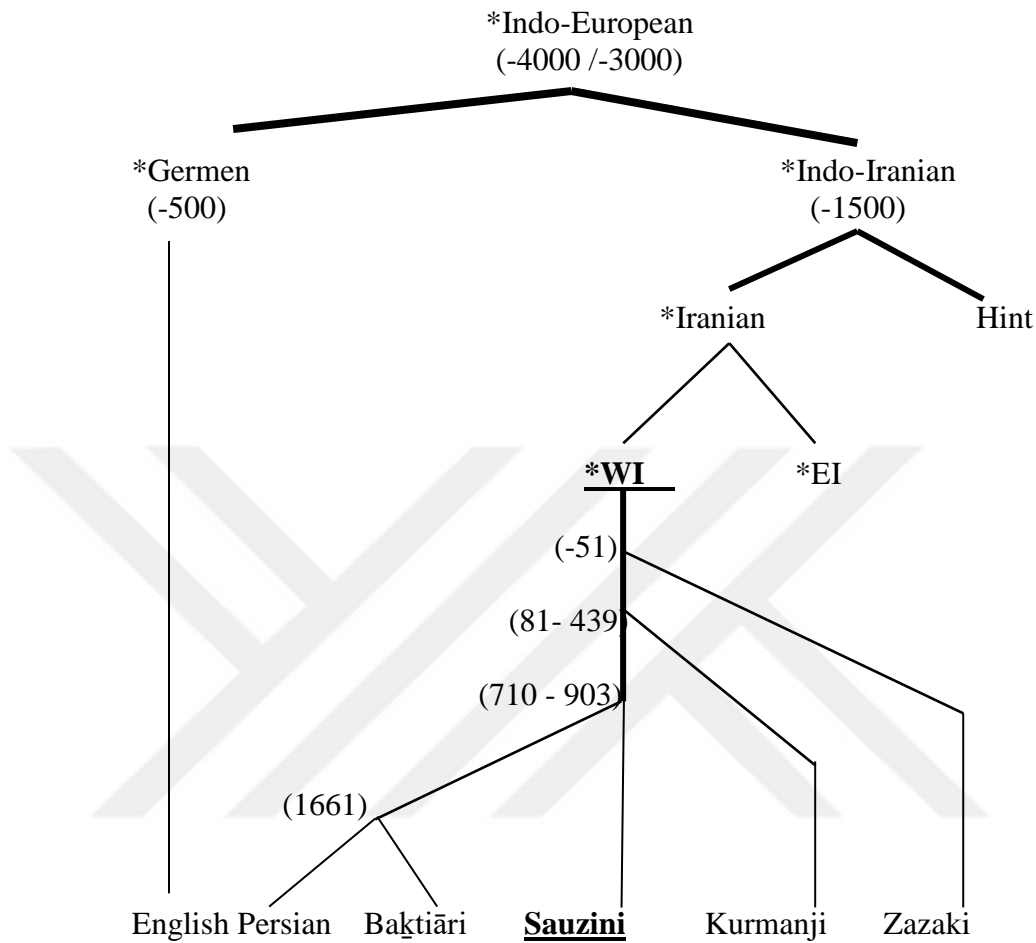 *Indo-European
(-4000 /-3000)
*Germen *Indo-Iranian
(-500) (-1500)
*Iranian Hint
*WI *EI
(-51)
(81- 439)
(710 - 903)
(1661)
English Persian Baḵtiāri Sauzini Kurmanji Zazaki